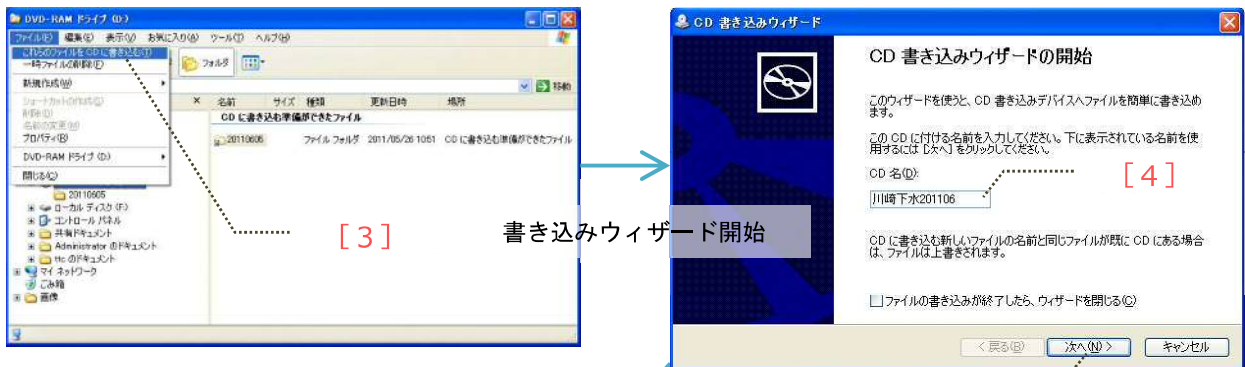 DVD-RAM ドライブ (D:)
ファイル(F) 編集(E) 表示(V) お気に入り(A) ツール(T) ヘルプ(H)
これらのファイルを CD に書き込む(T)
一時ファイルの削除(F)
フォルダ
新規作成(W)
移動
ショートカットの作成(S)
× 名前 サイズ 種類 更新日時 場所
削除(D)
CD に書き込む準備ができたファイル
名前の変更(M)
プロパティ(R)
20110605 ファイル フォルダ 2011/05/26 10:51 CD に書き込む準備ができたファイル
DVD-RAM ドライブ (D:)
閉じる(C)
20110605
ローカル ディスク (F:)
コントロール パネル
共有ドキュメント
Administrator のドキュメント
ttc のドキュメント
マイ ネットワーク
ごみ箱
画像
[3]
書き込みウィザード開始
CD 書き込みウィザード
CD 書き込みウィザードの開始
このウィザードを使うと、CD 書き込みデバイスへファイルを簡単に書き込め
ます。
この CD に付ける名前を入力してください。下に表示されている名前を使
用するには [次へ] をクリックしてください。
CD 名(D):
[4]
川崎下水201106
CD に書き込む新しいファイルの名前と同じファイルが既に CD にある場合
は、ファイルは上書きされます。
ファイルの書き込みが終了したら、ウィザードを閉じる(C)
< 戻る(B) 次へ(N) > キャンセル